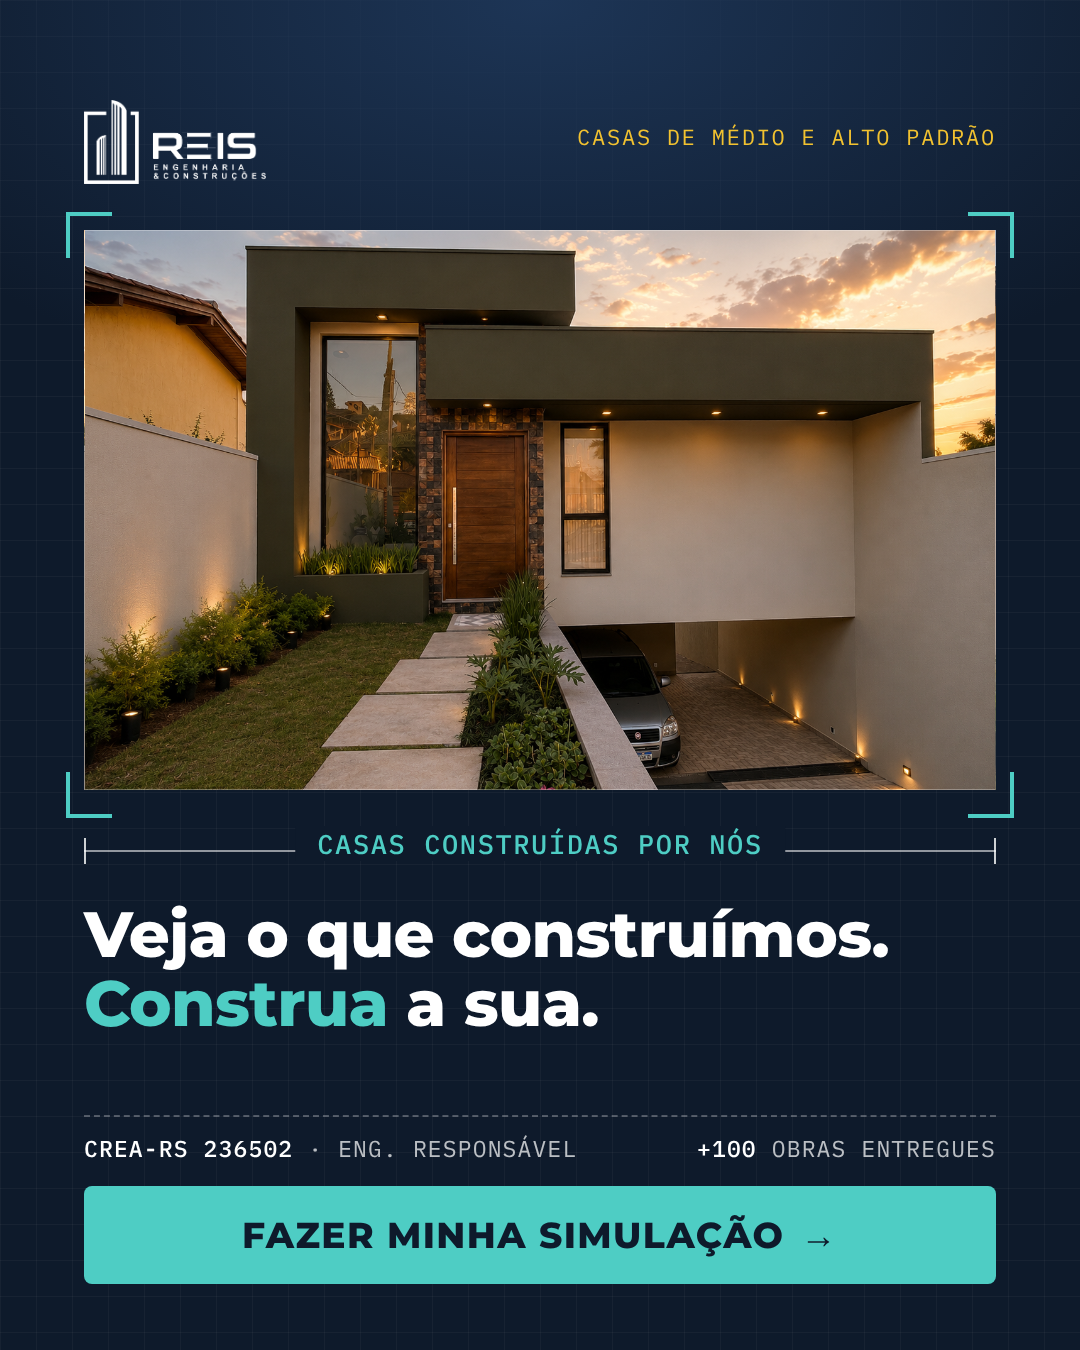 REIS
ENGENHARIA
&CONSTRUÇÕES
CASAS DE MÉDIO E ALTO PADRÃO
CASAS CONSTRUÍDAS POR NÓS
Veja o que construímos.
Construa a sua.
CREA-RS 236502 · ENG. RESPONSÁVEL
+100 OBRAS ENTREGUES
FAZER MINHA SIMULAÇÃO →